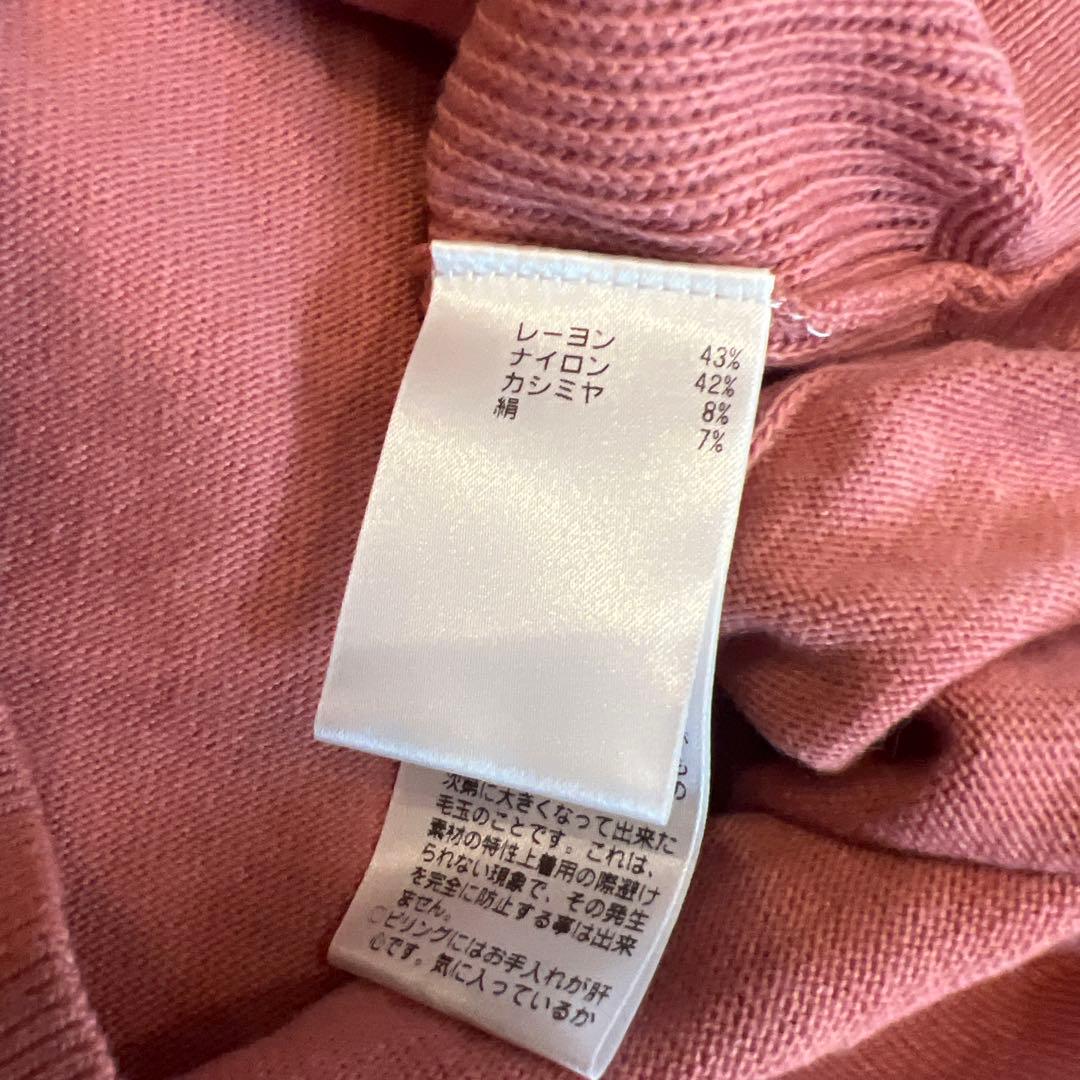 レーヨン 43%
ナイロン 42%
カシミヤ 8%
絹 7%
もの
次第に大きくなって出来た
毛玉のことです。これは、
素材の特性上着用の際避け
られない現象で、その発生
を完全に防止する事は出来
ません。
○ピリングにはお手入れが肝
心です。気に入っているか